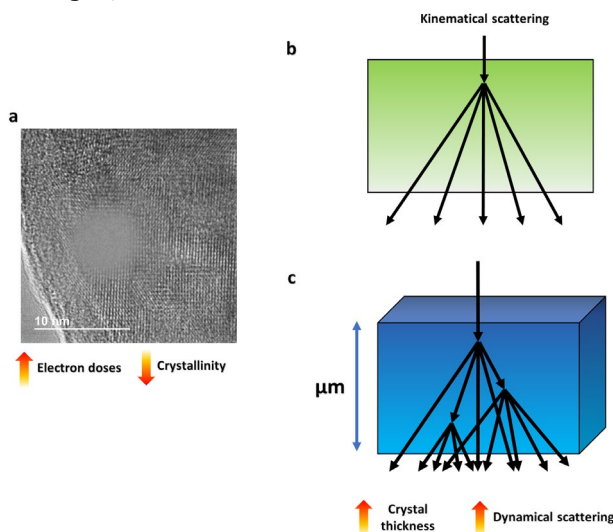 Kinematical scattering
b
a
10 nm
Electron doses
Crystallinity
c
μm
Crystal
thickness
Dynamical scattering